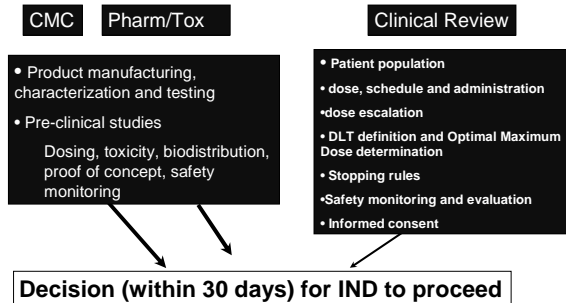 CMC
Pharm/Tox
Clinical Review
• Product manufacturing,
characterization and testing
• Pre-clinical studies
Dosing, toxicity, biodistribution,
proof of concept, safety
monitoring
• Patient population
• dose, schedule and administration
•dose escalation
• DLT definition and Optimal Maximum
Dose determination
• Stopping rules
•Safety monitoring and evaluation
• Informed consent
Decision (within 30 days) for IND to proceed